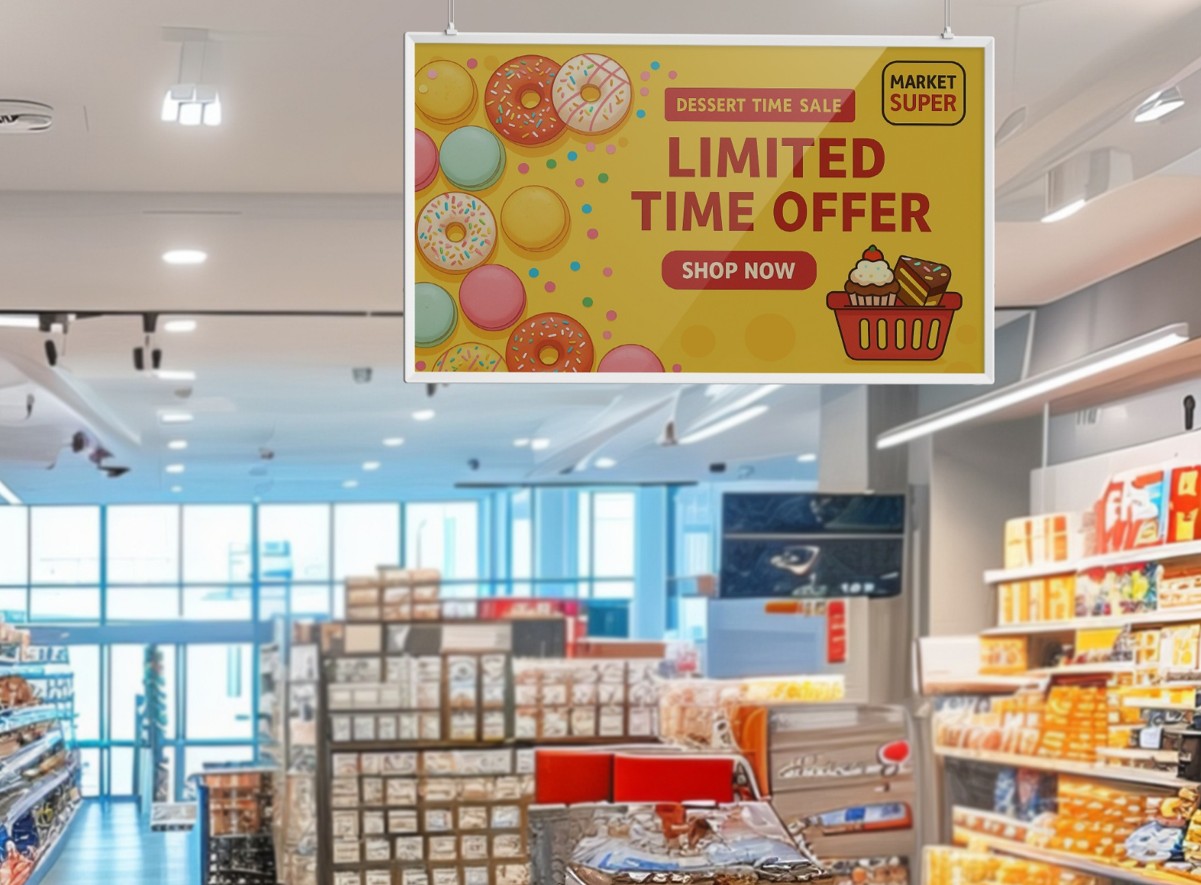 DESSERT TIME SALE
MARKET
SUPER
LIMITED
TIME OFFER
SHOP NOW